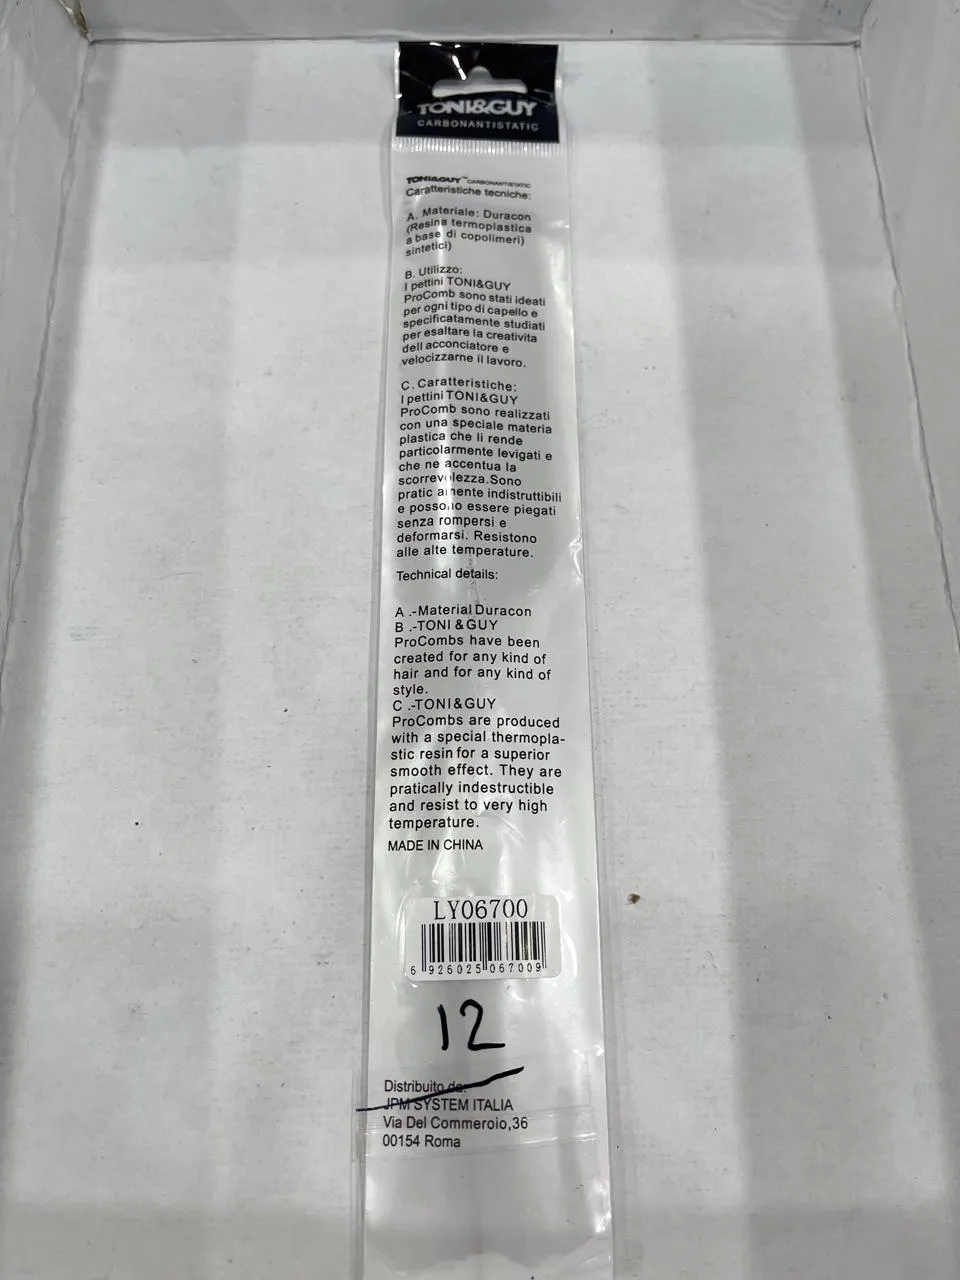 TONI&GUY
CARBONANTISTATIC
TONI&GUY™ CARBONANTISTATIC
Caratteristiche tecniche:
A. Materiale: Duracon
(Resina termoplastica
a base di copolimeri)
sintetici)
B. Utilizzo:
I pettini TONI&GUY
ProComb sono stati ideati
per ogni tipo di capello e
specificatamente studiati
per esaltare la creativita
dell acconciatore e
velocizzarne il lavoro.
C. Caratteristiche:
I pettini TONI&GUY
ProComb sono realizzati
con una speciale materia
plastica che li rende
particolarmente levigati e
che ne accentua la
scorrevolezza.Sono
pratic amente indistruttibili
e possono essere piegati
senza rompersi e
deformarsi. Resistono
alle alte temperature.
Technical details:
A .-Material Duracon
B .-TONI & GUY
ProCombs have been
created for any kind of
hair and for any kind of
style.
C .-TONI&GUY
ProCombs are produced
with a special thermopla-
stic resin for a superior
smooth effect. They are
pratically indestructible
and resist to very high
temperature.
MADE IN CHINA
LY06700
6 926025 067009
12
Distribuito da:
JPM SYSTEM ITALIA
Via Del Commeroio,36
00154 Roma